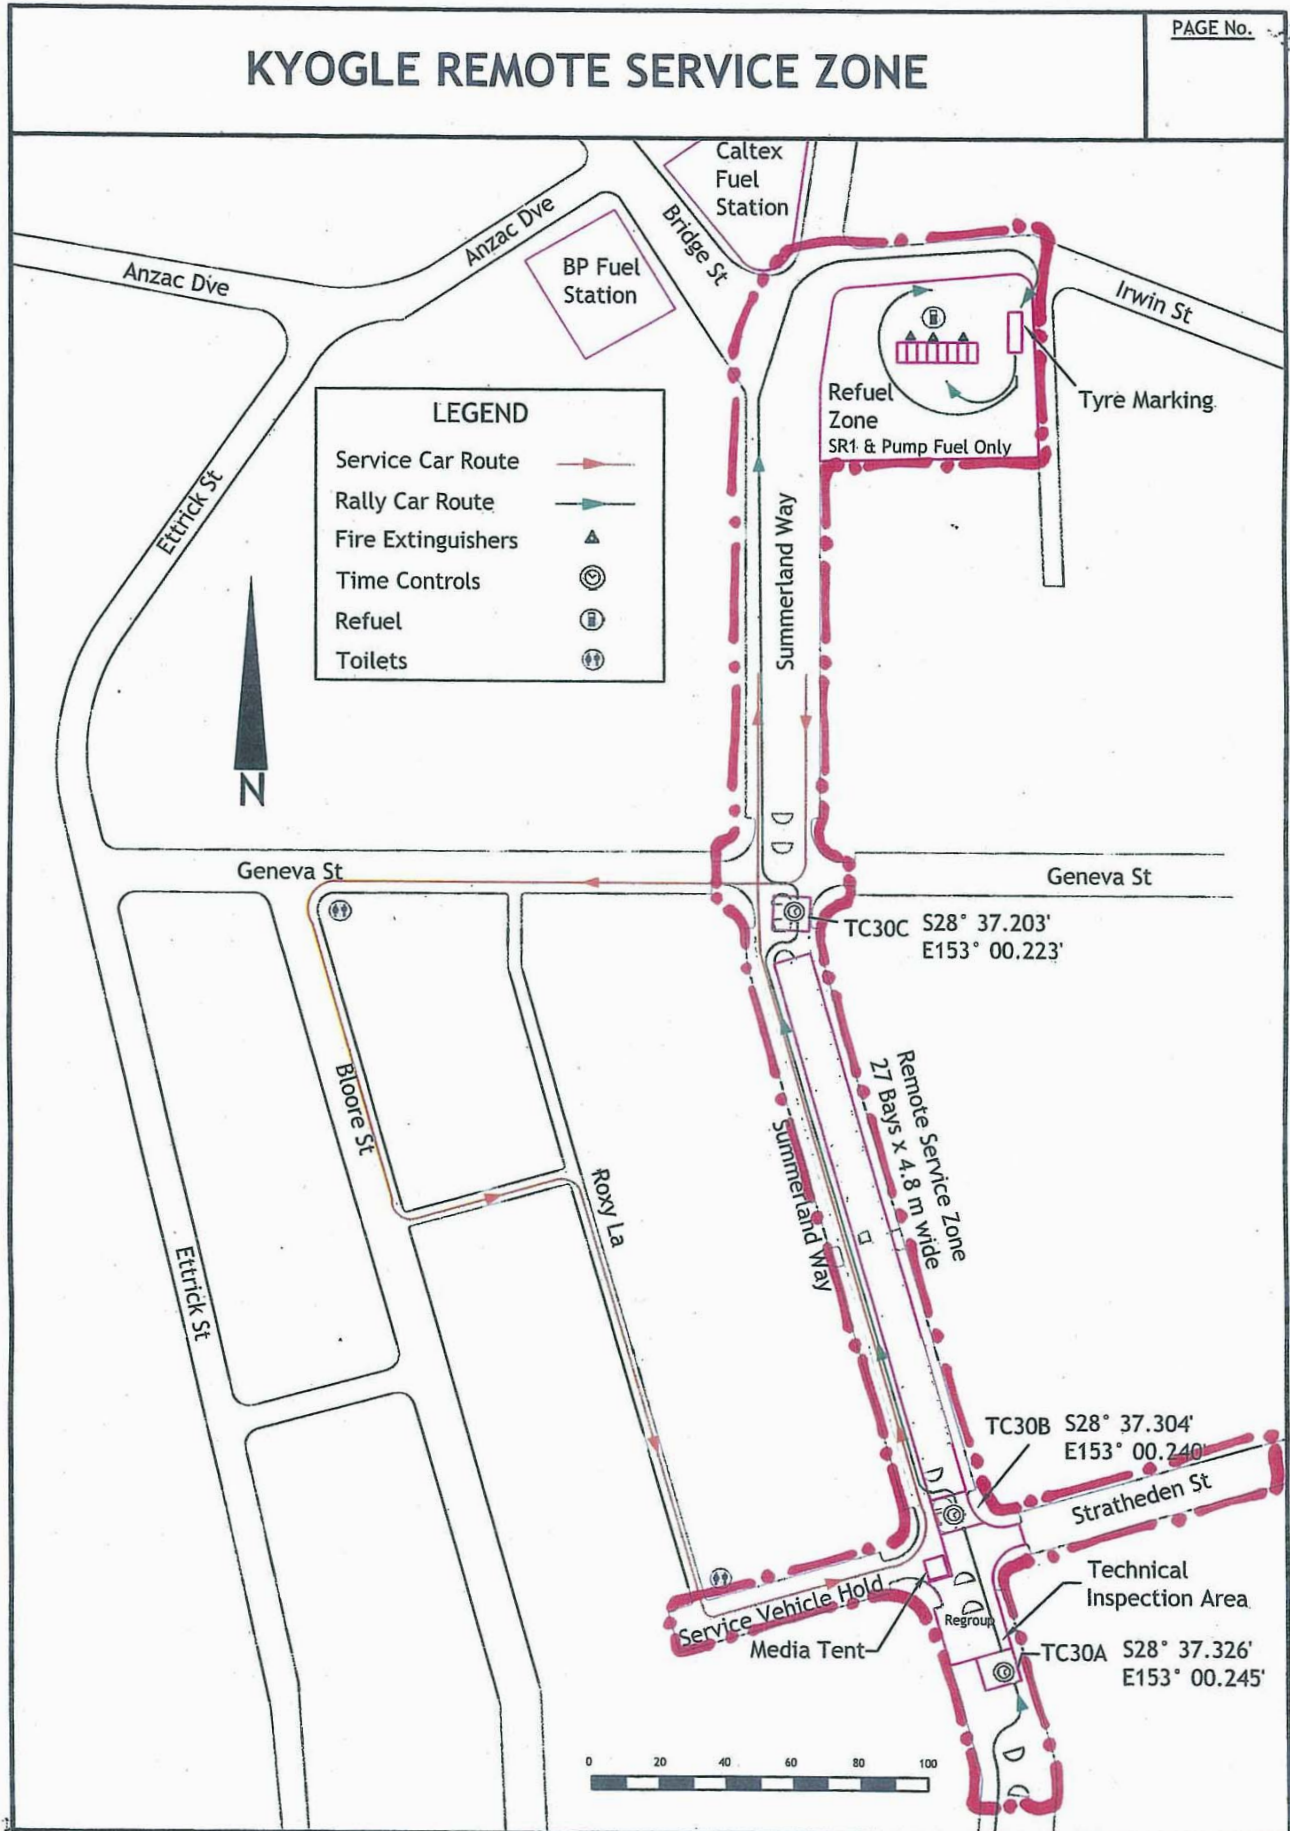 PAGE No.
KYOGLE REMOTE SERVICE ZONE
Caltex
Fuel
Station
Anzac Dve
Bridge St
Anzac Dve
BP Fuel
Station
Irwin St
Refuel
Zone
SR1 & Pump Fuel Only
Tyre Marking
LEGEND
Service Car Route
Rally Car Route
Fire Extinguishers
Time Controls
Refuel
Toilets
Ettrick St
Summerland Way
N
Geneva St
Geneva St
TC30C S28° 37.203'
E153° 00.223'
Bloore St
Remote Service Zone
27 Bays x 4.8 m wide
Summerland Way
Roxy La
Ettrick St
TC30B S28° 37.304'
E153° 00.240'
Stratheden St
Technical
Inspection Area
Service Vehicle Hold
Regroup
Media Tent
TC30A S28° 37.326'
E153° 00.245'
0 20 40 60 80 100